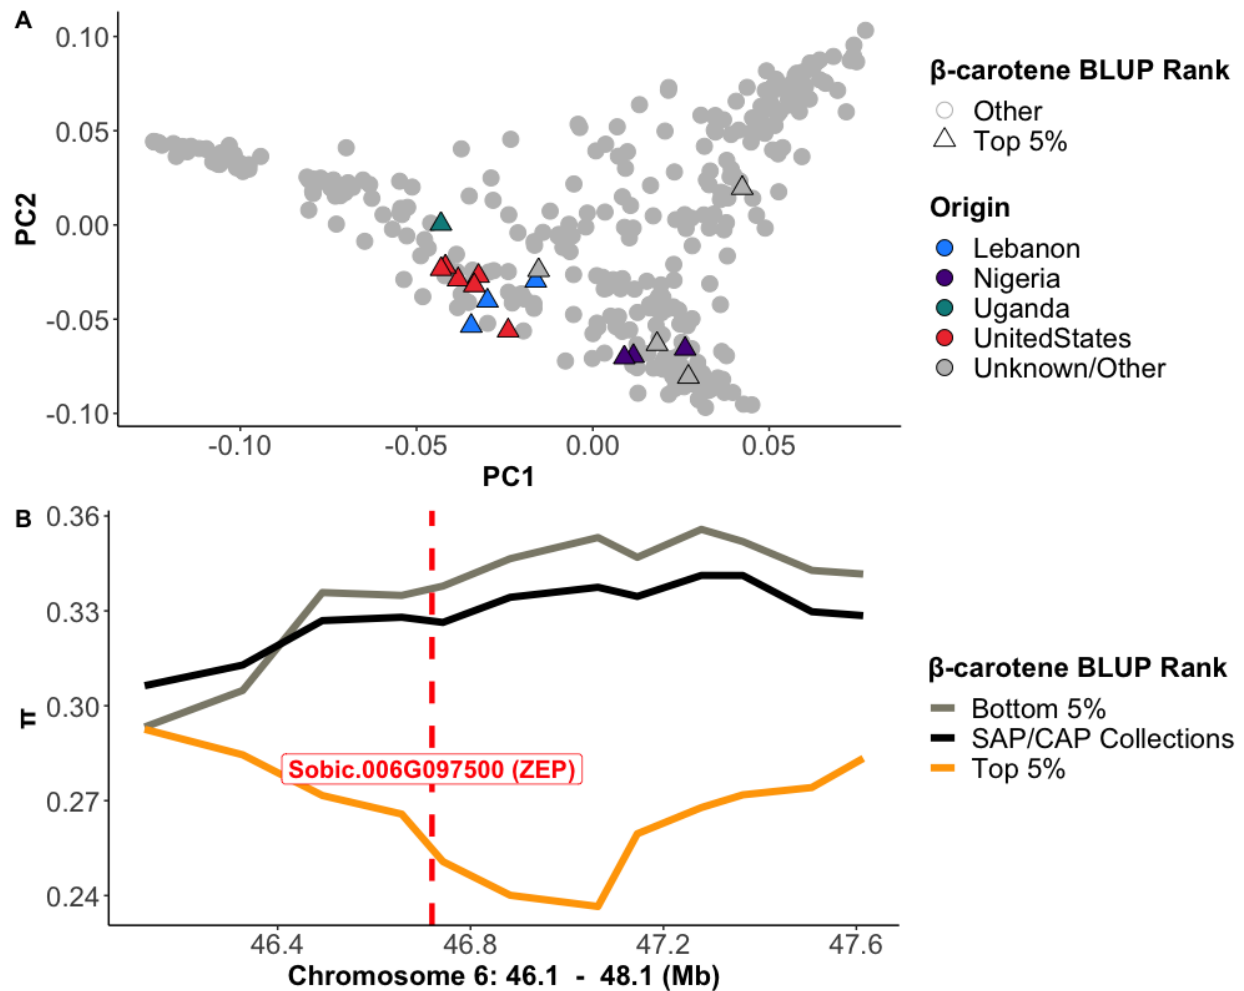 A
0.10
0.05
0.00
-0.05
-0.10
PC2
-0.10
-0.05
0.00
0.05
PC1
β-carotene BLUP Rank
Other
Top 5%
Origin
Lebanon
Nigeria
Uganda
UnitedStates
Unknown/Other
B
0.36
0.33
0.30
0.27
0.24
π
Sobic.006G097500 (ZEP)
46.4
46.8
47.2
47.6
Chromosome 6: 46.1 - 48.1 (Mb)
β-carotene BLUP Rank
Bottom 5%
SAP/CAP Collections
Top 5%